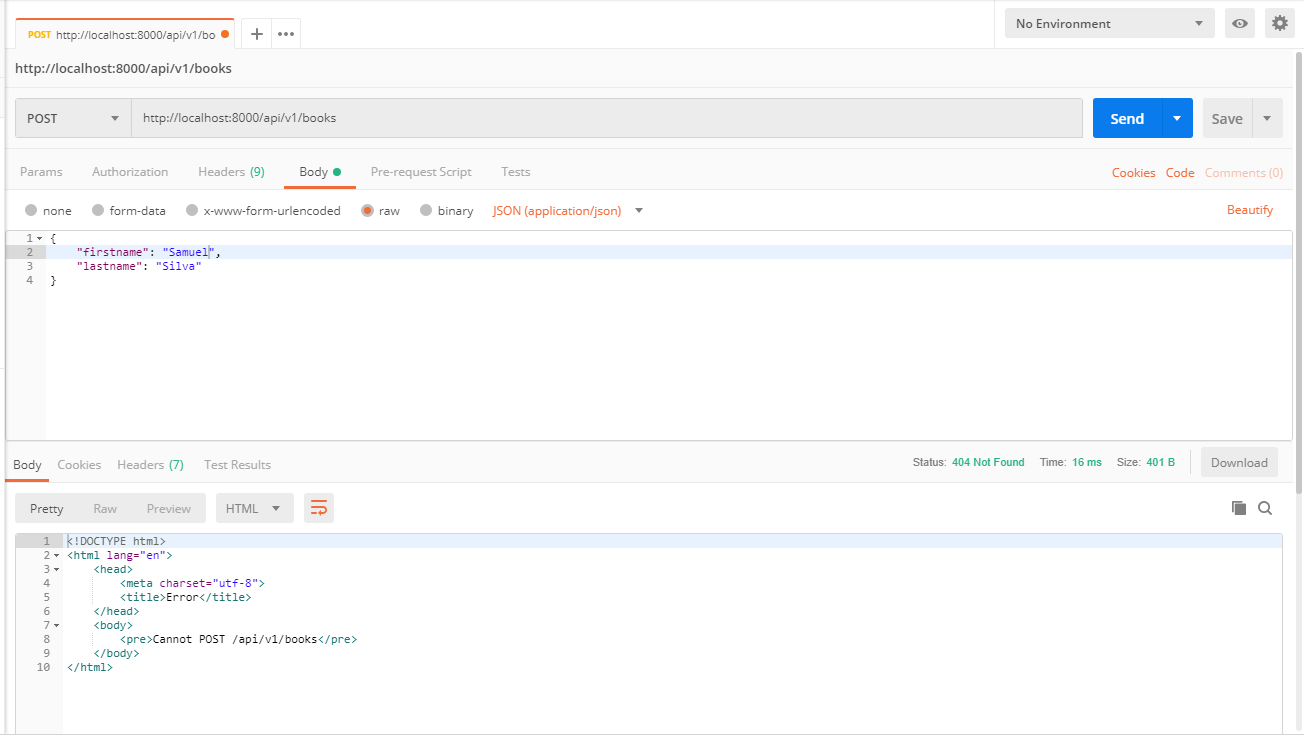 POST http://localhost:8000/api/v1/bo
No Environment
http://localhost:8000/api/v1/books
POST http://localhost:8000/api/v1/books Send Save
Params Authorization Headers (9) Body Pre-request Script Tests Cookies Code Comments (0)
none form-data x-www-form-urlencoded raw binary JSON (application/json) Beautify
1 {
2 "firstname": "Samuel",
3 "lastname": "Silva"
4 }
Body Cookies Headers (7) Test Results Status: 404 Not Found Time: 16 ms Size: 401 B Download
Pretty Raw Preview HTML
1 <!DOCTYPE html>
2 <html lang="en">
3 <head>
4 <meta charset="utf-8">
5 <title>Error</title>
6 </head>
7 <body>
8 <pre>Cannot POST /api/v1/books</pre>
9 </body>
10 </html>